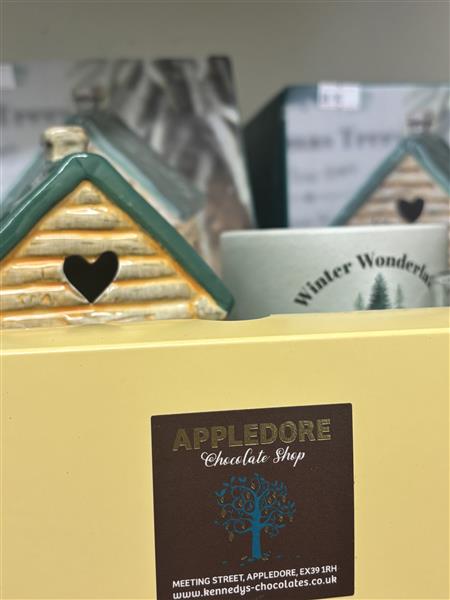 Winter Wonderla
APPLEDORE
Chocolate Shop
MEETING STREET, APPLEDORE, EX39 1RH
www.kennedys-chocolates.co.uk